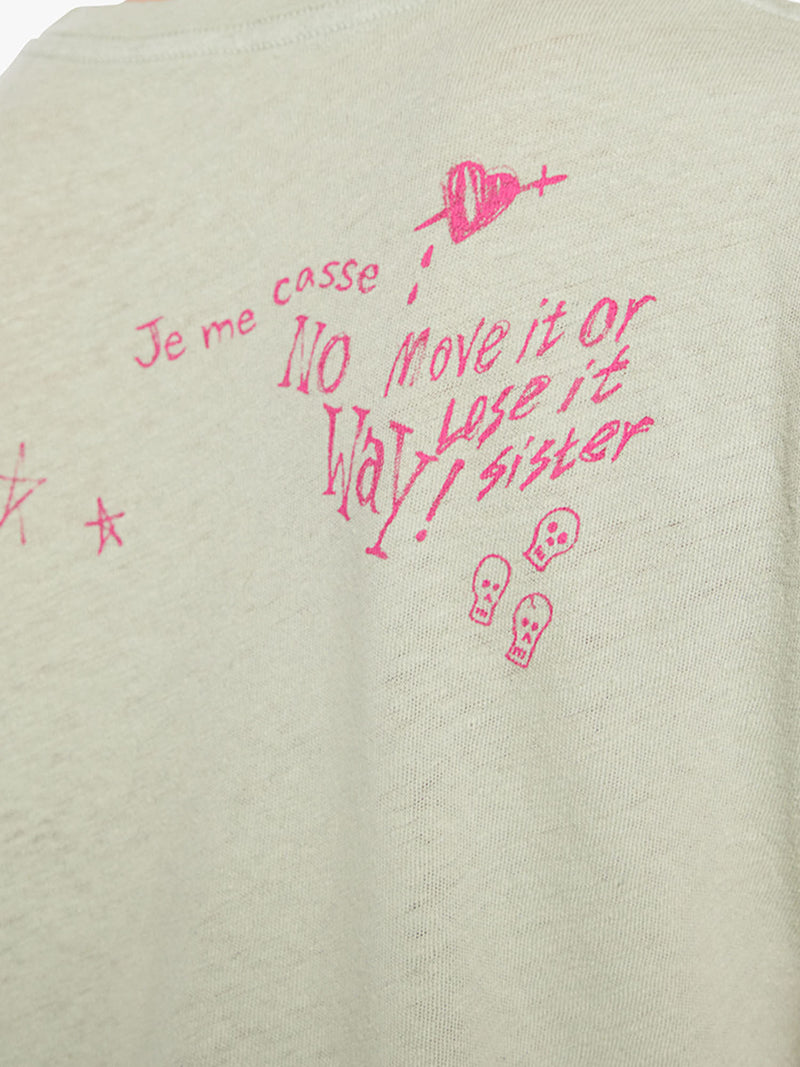 Je me casse
No
Way!
Move it or
Lose it
sister